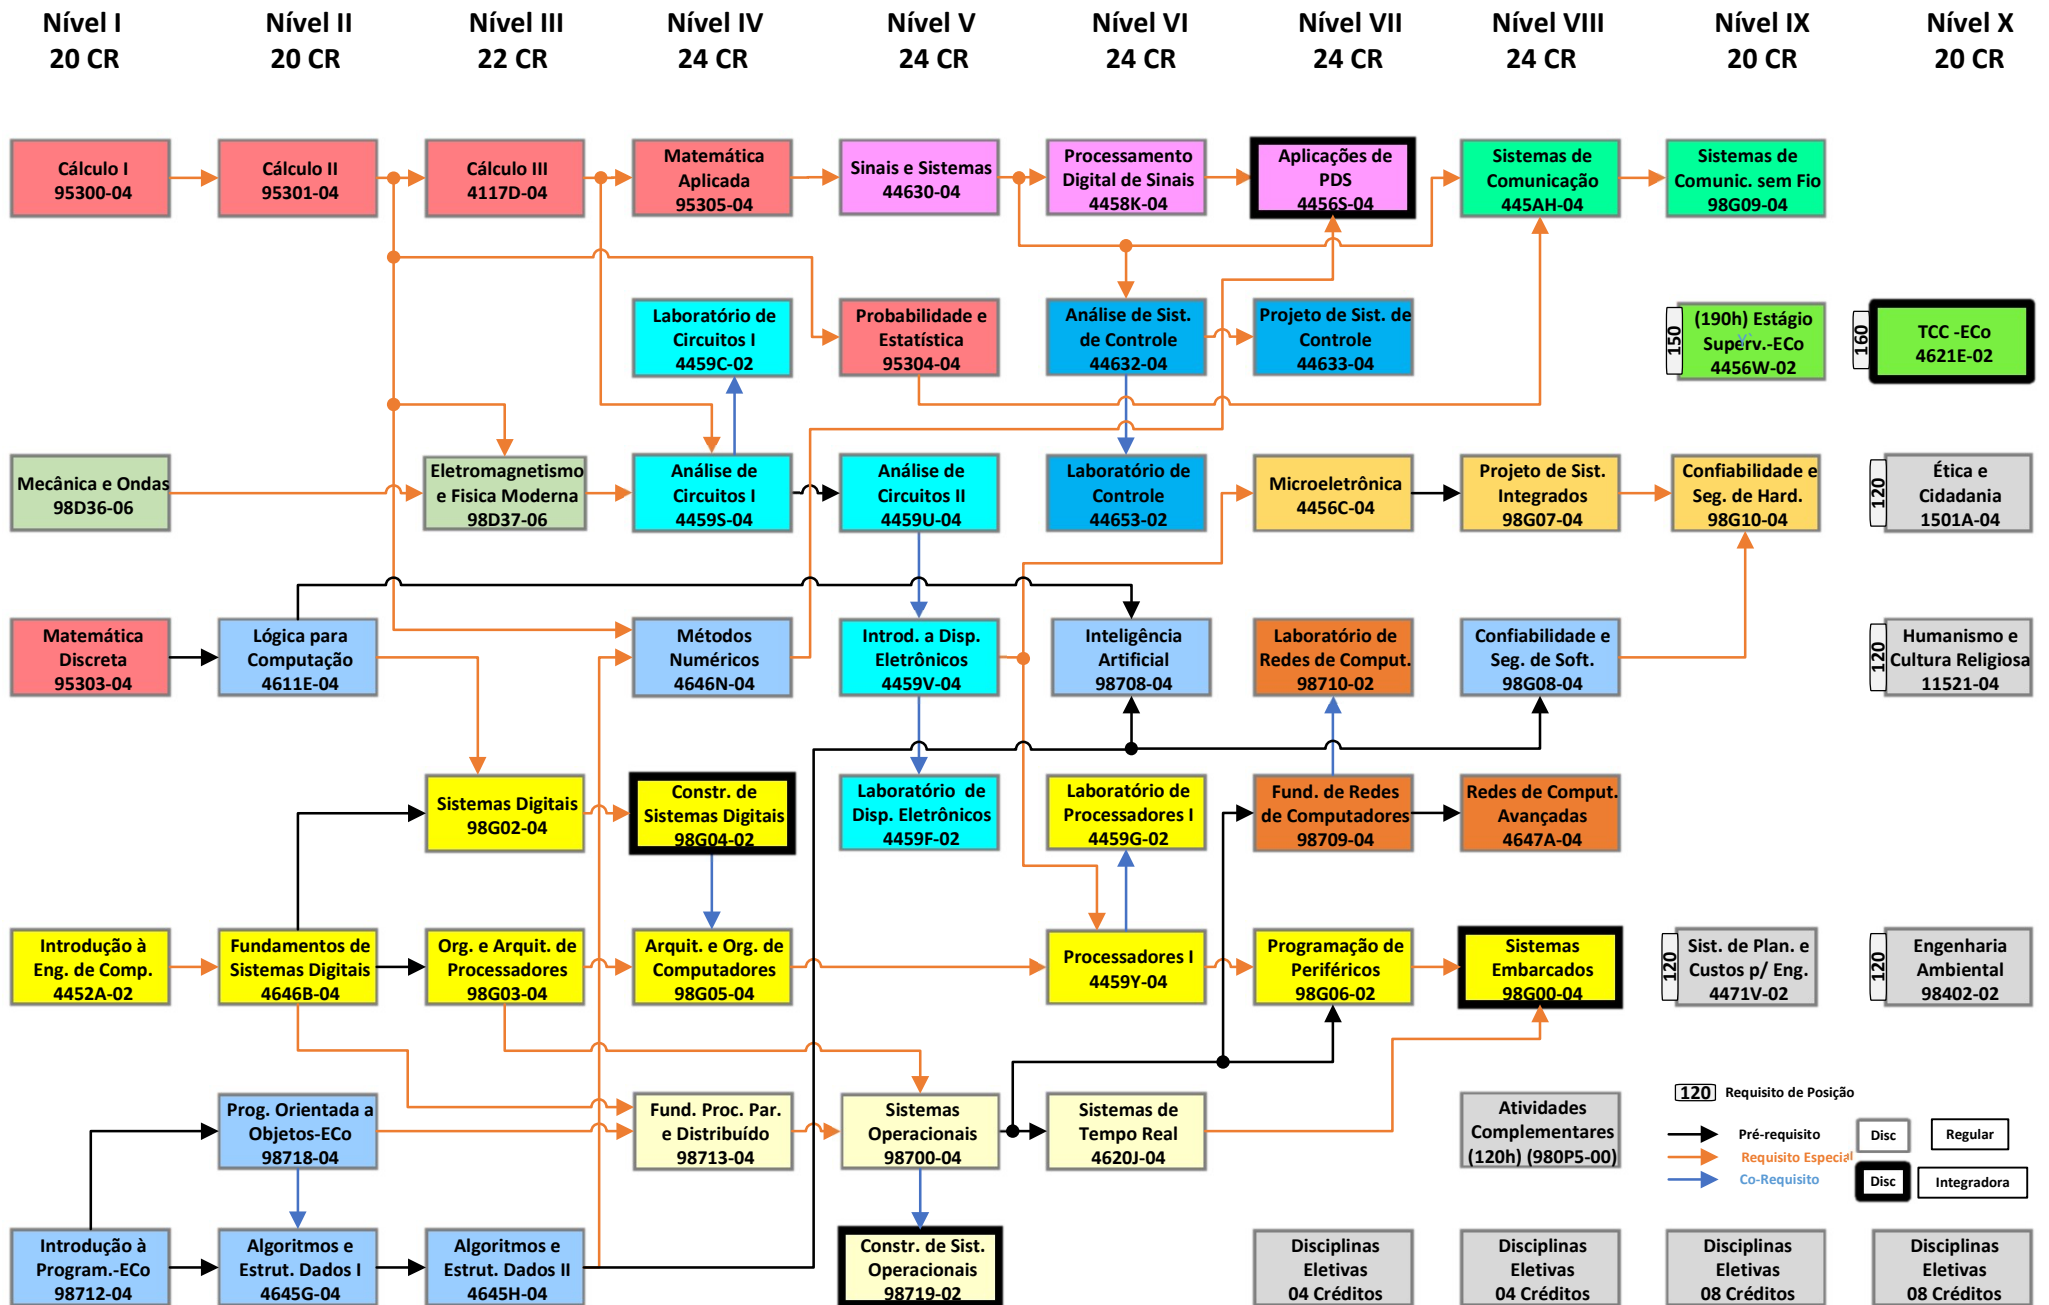 Nível I
20 CR
Nível II
20 CR
Nível III
22 CR
Nível IV
24 CR
Nível V
24 CR
Nível VI
24 CR
Nível VII
24 CR
Nível VIII
24 CR
Nível IX
20 CR
Nível X
20 CR
Cálculo I
95300-04
Cálculo II
95301-04
Cálculo III
4117D-04
Matemática
Aplicada
95305-04
Sinais e Sistemas
44630-04
Processamento
Digital de Sinais
4458K-04
Aplicações de
PDS
4456S-04
Sistemas de
Comunicação
445AH-04
Sistemas de
Comunic. sem Fio
98G09-04
Laboratório de
Circuitos I
4459C-02
Probabilidade e
Estatística
95304-04
Análise de Sist.
de Controle
44632-04
Projeto de Sist. de
Controle
44633-04
150
(190h) Estágio
Superv.-ECo
4456W-02
160
TCC -ECo
4621E-02
Mecânica e Ondas
98D36-06
Eletromagnetismo
e Fisica Moderna
98D37-06
Análise de
Circuitos I
4459S-04
Análise de
Circuitos II
4459U-04
Laboratório de
Controle
44653-02
Microeletrônica
4456C-04
Projeto de Sist.
Integrados
98G07-04
Confiabilidade e
Seg. de Hard.
98G10-04
120
Ética e
Cidadania
1501A-04
Matemática
Discreta
95303-04
Lógica para
Computação
4611E-04
Métodos
Numéricos
4646N-04
Introd. a Disp.
Eletrônicos
4459V-04
Inteligência
Artificial
98708-04
Laboratório de
Redes de Comput.
98710-02
Confiabilidade e
Seg. de Soft.
98G08-04
120
Humanismo e
Cultura Religiosa
11521-04
Sistemas Digitais
98G02-04
Constr. de
Sistemas Digitais
98G04-02
Laboratório de
Disp. Eletrônicos
4459F-02
Laboratório de
Processadores I
4459G-02
Fund. de Redes
de Computadores
98709-04
Redes de Comput.
Avançadas
4647A-04
Introdução à
Eng. de Comp.
4452A-02
Fundamentos de
Sistemas Digitais
4646B-04
Org. e Arquit. de
Processadores
98G03-04
Arquit. e Org. de
Computadores
98G05-04
Processadores I
4459Y-04
Programação de
Periféricos
98G06-02
Sistemas
Embarcados
98G00-04
120
Sist. de Plan. e
Custos p/ Eng.
4471V-02
120
Engenharia
Ambiental
98402-02
Prog. Orientada a
Objetos-ECo
98718-04
Fund. Proc. Par.
e Distribuído
98713-04
Sistemas
Operacionais
98700-04
Sistemas de
Tempo Real
4620J-04
Atividades
Complementares
(120h) (980P5-00)
120 Requisito de Posição
Pré-requisito
Requisito Especial
Co-Requisito
Disc
Regular
Disc
Integradora
Introdução à
Program.-ECo
98712-04
Algoritmos e
Estrut. Dados I
4645G-04
Algoritmos e
Estrut. Dados II
4645H-04
Constr. de Sist.
Operacionais
98719-02
Disciplinas
Eletivas
04 Créditos
Disciplinas
Eletivas
04 Créditos
Disciplinas
Eletivas
08 Créditos
Disciplinas
Eletivas
08 Créditos